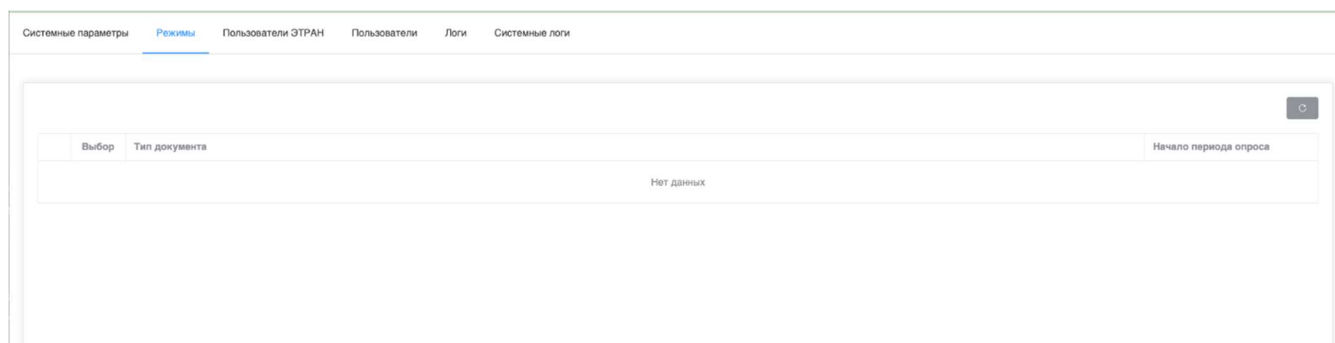 Системные параметры Режимы Пользователи ЭТРАН Пользователи Логи Системные логи
Выбор Тип документа Начало периода опроса
Нет данных